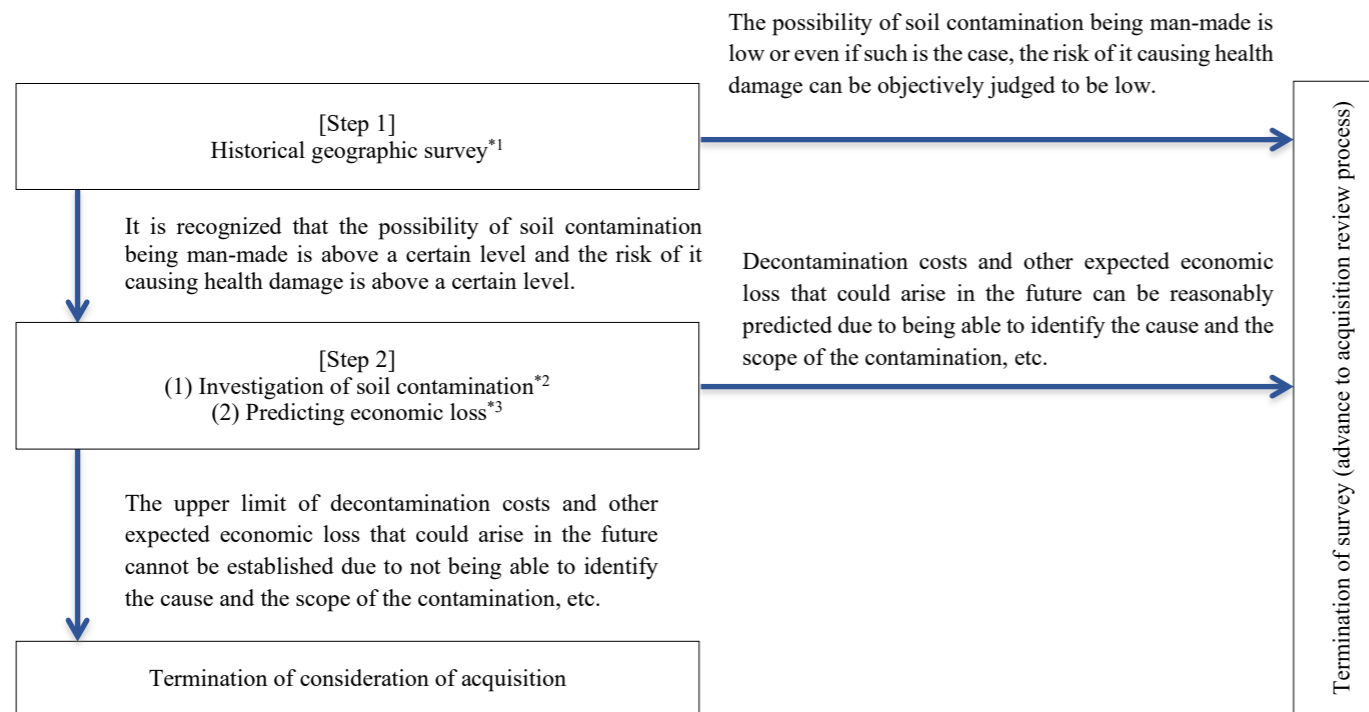 The possibility of soil contamination being man-made is
low or even if such is the case, the risk of it causing health
damage can be objectively judged to be low.
[Step 1]
Historical geographic survey*1
It is recognized that the possibility of soil contamination
being man-made is above a certain level and the risk of it
causing health damage is above a certain level.
Decontamination costs and other expected economic
loss that could arise in the future can be reasonably
predicted due to being able to identify the cause and the
scope of the contamination, etc.
[Step 2]
(1) Investigation of soil contamination*2
(2) Predicting economic loss*3
The upper limit of decontamination costs and other
expected economic loss that could arise in the future
cannot be established due to not being able to identify
the cause and the scope of the contamination, etc.
Termination of consideration of acquisition
Termination of survey (advance to acquisition review process)